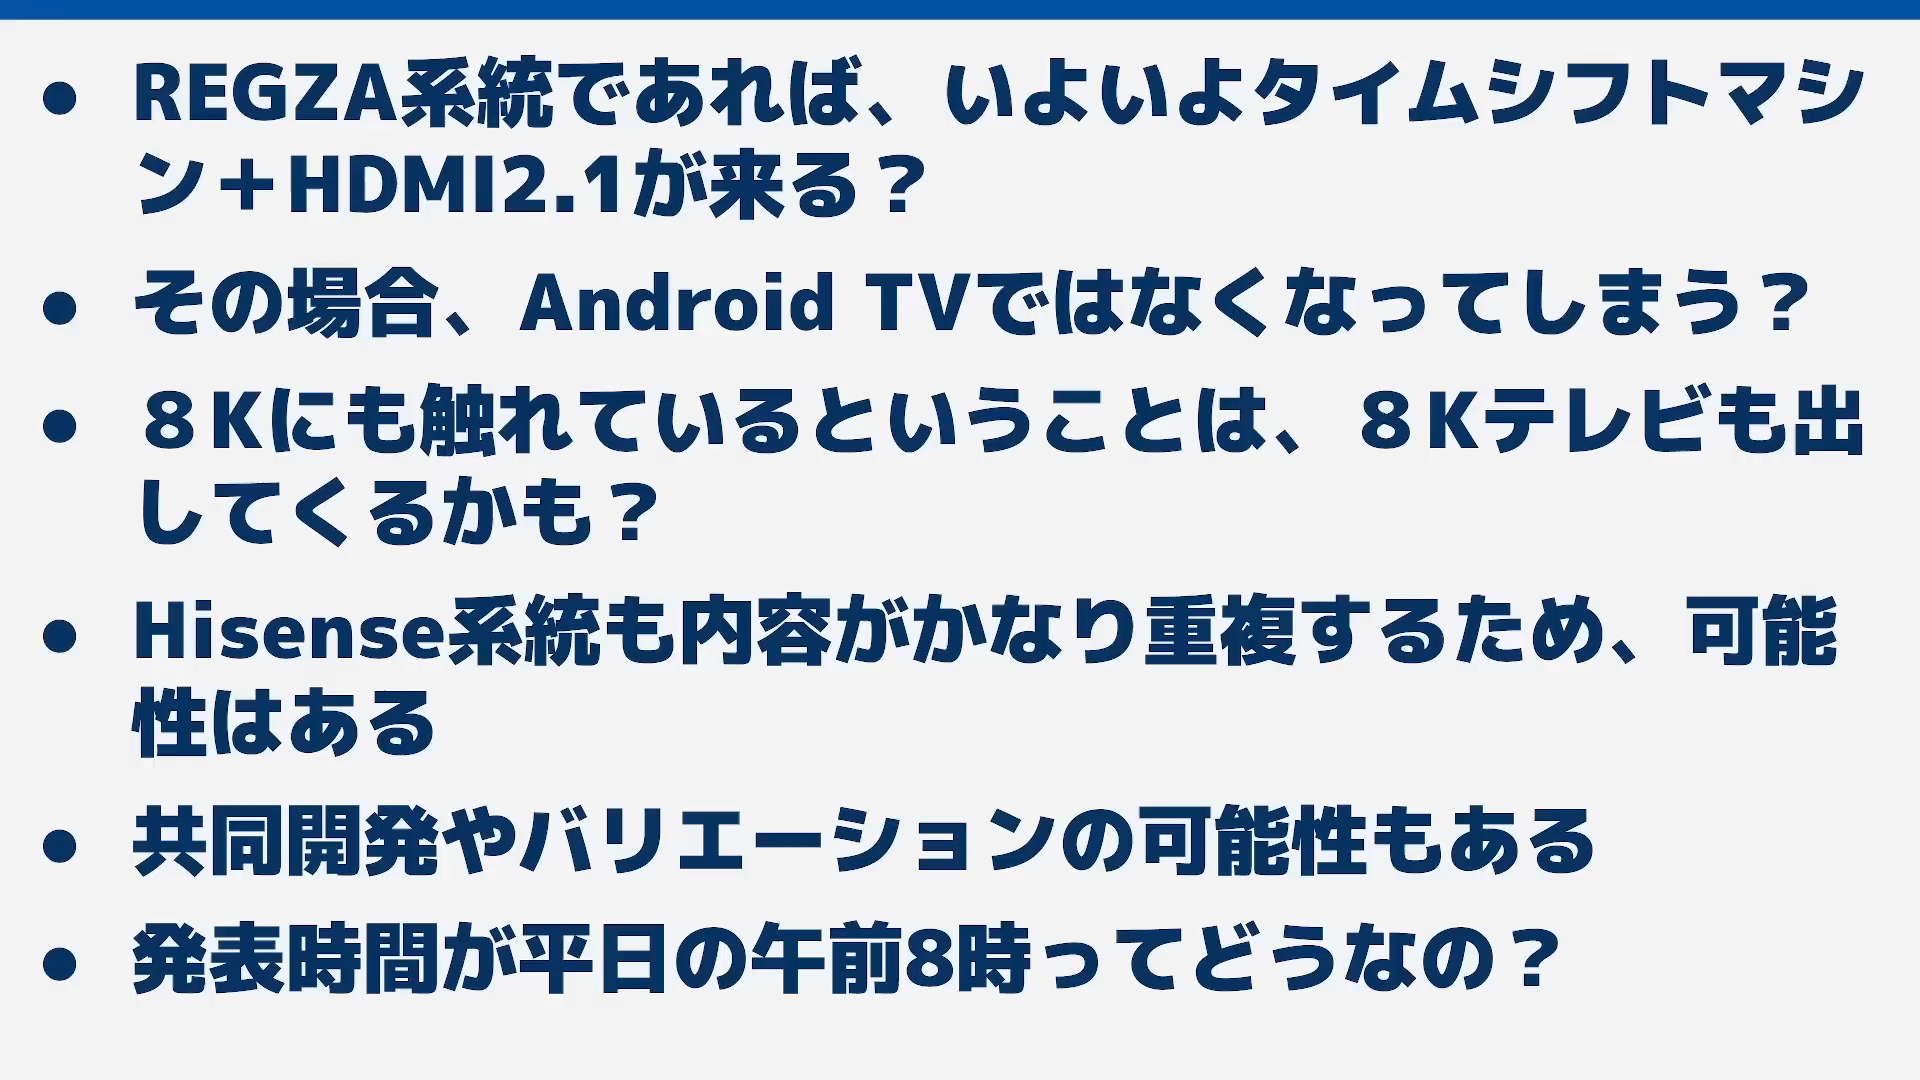 ● REGZA系統であれば、いよいよタイムシフトマシ
ン＋HDMI2.1が来る？
● その場合、Android TVではなくなってしまう？
● ８Kにも触れているということは、８Kテレビも出
してくるかも？
● Hisense系統も内容がかなり重複するため、可能
性はある
● 共同開発やバリエーションの可能性もある
● 発表時間が平日の午前8時ってどうなの？